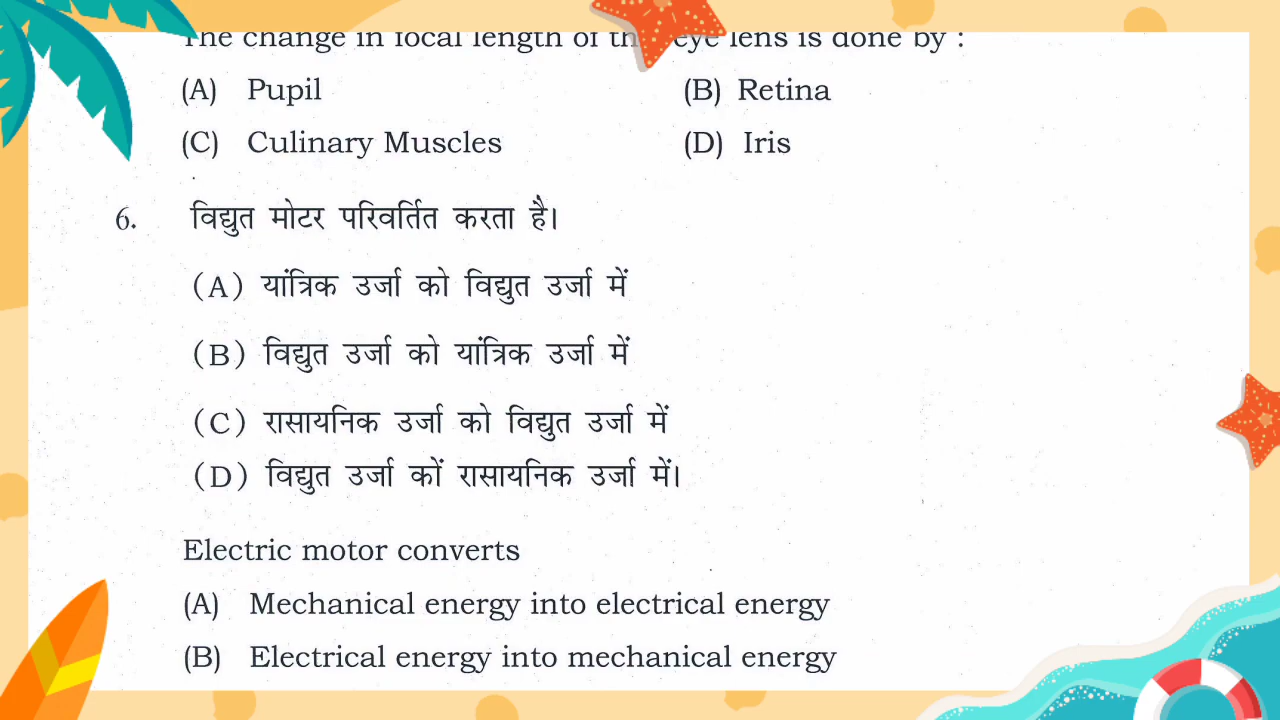 The change in focal length of the eye lens is done by :
(A) Pupil (B) Retina
(C) Culinary Muscles (D) Iris
6. विद्युत मोटर परिवर्तित करता है।
(A) यांत्रिक उर्जा को विद्युत उर्जा में
(B) विद्युत उर्जा को यांत्रिक उर्जा में
(C) रासायनिक उर्जा को विद्युत उर्जा में
(D) विद्युत उर्जा कों रासायनिक उर्जा में।
Electric motor converts
(A) Mechanical energy into electrical energy
(B) Electrical energy into mechanical energy